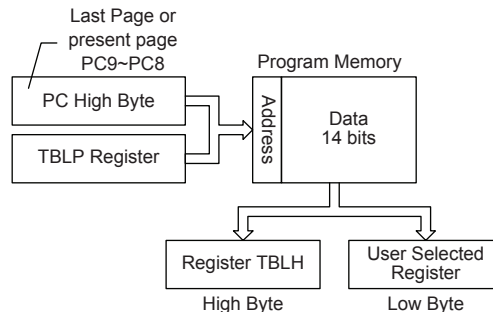 Last Page or
present page
PC9~PC8
Program Memory
PC High Byte
TBLP Register
Address
Data
14 bits
Register TBLH
User Selected
Register
High Byte
Low Byte